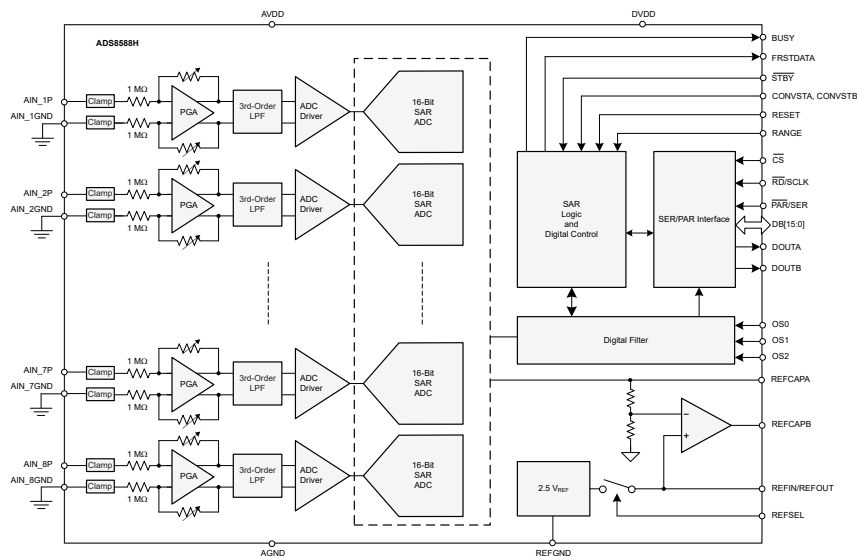 AVDD
DVDD
ADS8588H
BUSY
FRSTDATA
STBY
CONVSTA, CONVSTB
RESET
RANGE
CS
RD/SCLK
PAR/SER
DB[15:0]
DOUTA
DOUTB
OS0
OS1
OS2
REFCAPA
REFCAPB
REFIN/REFOUT
REFSEL
AIN_1P
AIN_1GND
Clamp
Clamp
1 MΩ
1 MΩ
PGA
3rd-Order
LPF
ADC
Driver
16-Bit
SAR
ADC
AIN_2P
AIN_2GND
Clamp
Clamp
1 MΩ
1 MΩ
PGA
3rd-Order
LPF
ADC
Driver
16-Bit
SAR
ADC
AIN_7P
AIN_7GND
Clamp
Clamp
1 MΩ
1 MΩ
PGA
3rd-Order
LPF
ADC
Driver
16-Bit
SAR
ADC
AIN_8P
AIN_8GND
Clamp
Clamp
1 MΩ
1 MΩ
PGA
3rd-Order
LPF
ADC
Driver
16-Bit
SAR
ADC
SAR
Logic
and
Digital Control
SER/PAR Interface
Digital Filter
2.5 VREF
AGND
REFGND